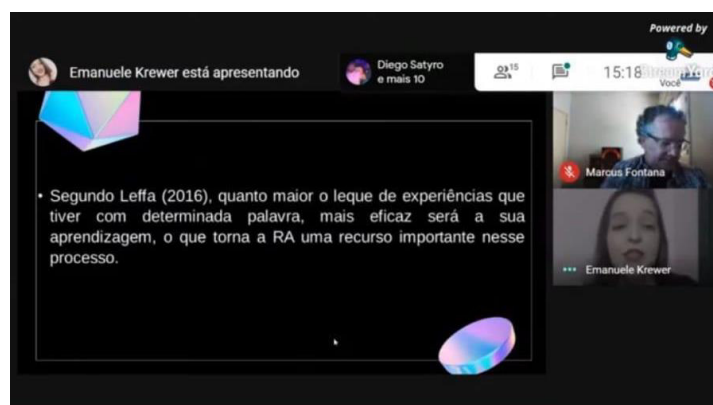 Powered by
Emanuele Krewer está apresentando
Diego Satyro
e mais 10
15
15:18
Você
Marcus Fontana
• Segundo Leffa (2016), quanto maior o leque de experiências que
tiver com determinada palavra, mais eficaz será a sua
aprendizagem, o que torna a RA uma recurso importante nesse
processo.
Emanuele Krewer